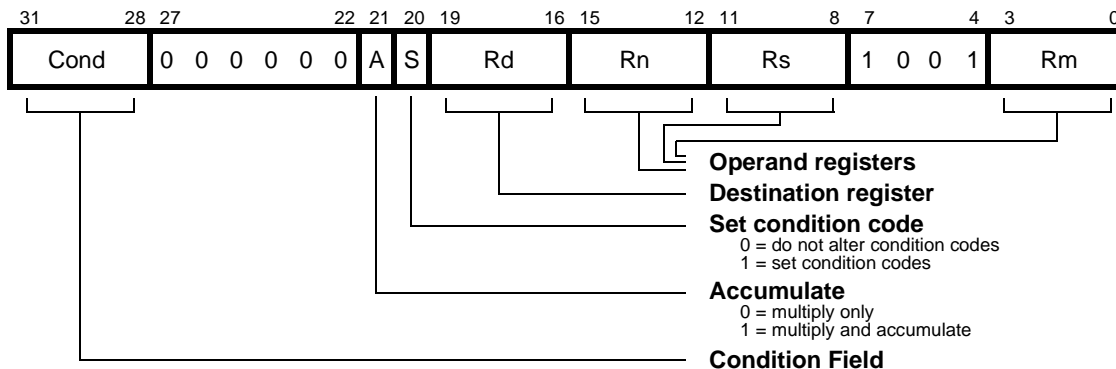 31 28 27 22 21 20 19 16 15 12 11 8 7 4 3 0
Cond 0 0 0 0 0 0 A S Rd Rn Rs 1 0 0 1 Rm
Operand registers
Destination register
Set condition code
0 = do not alter condition codes
1 = set condition codes
Accumulate
0 = multiply only
1 = multiply and accumulate
Condition Field